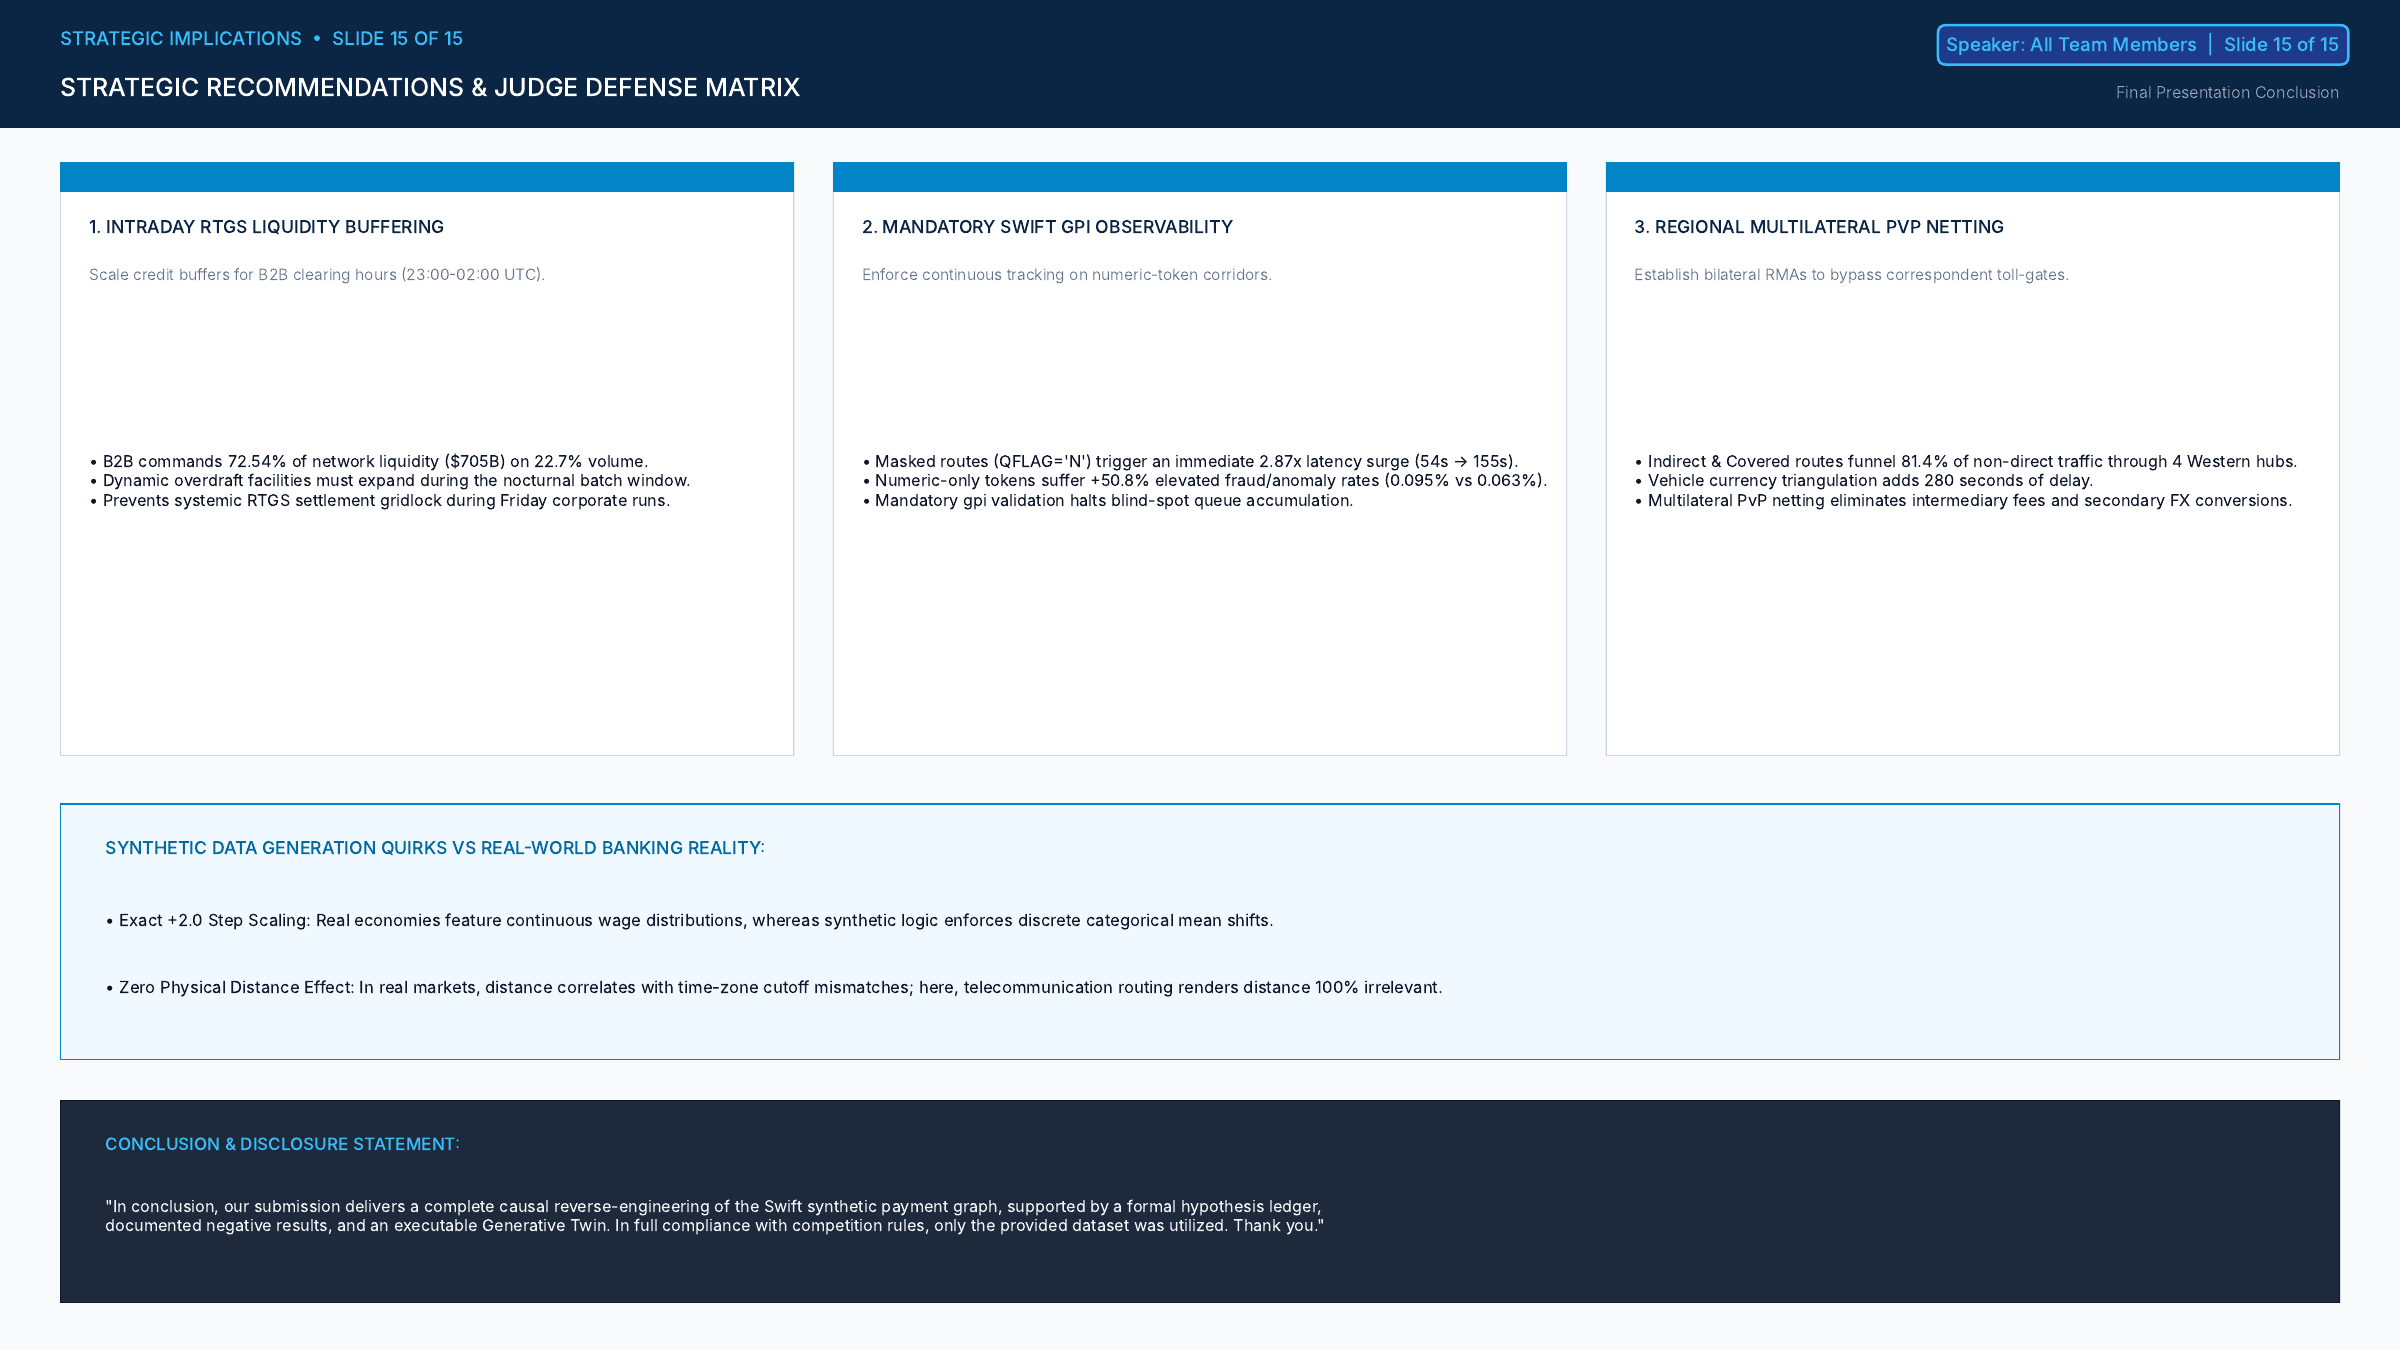 STRATEGIC IMPLICATIONS • SLIDE 15 OF 15
STRATEGIC RECOMMENDATIONS & JUDGE DEFENSE MATRIX
Speaker: All Team Members | Slide 15 of 15
Final Presentation Conclusion
1. INTRADAY RTGS LIQUIDITY BUFFERING
Scale credit buffers for B2B clearing hours (23:00-02:00 UTC).
• B2B commands 72.54% of network liquidity ($705B) on 22.7% volume.
• Dynamic overdraft facilities must expand during the nocturnal batch window.
• Prevents systemic RTGS settlement gridlock during Friday corporate runs.
2. MANDATORY SWIFT GPI OBSERVABILITY
Enforce continuous tracking on numeric-token corridors.
• Masked routes (QFLAG='N') trigger an immediate 2.87x latency surge (54s → 155s).
• Numeric-only tokens suffer +50.8% elevated fraud/anomaly rates (0.095% vs 0.063%).
• Mandatory gpi validation halts blind-spot queue accumulation.
3. REGIONAL MULTILATERAL PVP NETTING
Establish bilateral RMAs to bypass correspondent toll-gates.
• Indirect & Covered routes funnel 81.4% of non-direct traffic through 4 Western hubs.
• Vehicle currency triangulation adds 280 seconds of delay.
• Multilateral PvP netting eliminates intermediary fees and secondary FX conversions.
SYNTHETIC DATA GENERATION QUIRKS VS REAL-WORLD BANKING REALITY:
• Exact +2.0 Step Scaling: Real economies feature continuous wage distributions, whereas synthetic logic enforces discrete categorical mean shifts.
• Zero Physical Distance Effect: In real markets, distance correlates with time-zone cutoff mismatches; here, telecommunication routing renders distance 100% irrelevant.
CONCLUSION & DISCLOSURE STATEMENT:
"In conclusion, our submission delivers a complete causal reverse-engineering of the Swift synthetic payment graph, supported by a formal hypothesis ledger,
documented negative results, and an executable Generative Twin. In full compliance with competition rules, only the provided dataset was utilized. Thank you."